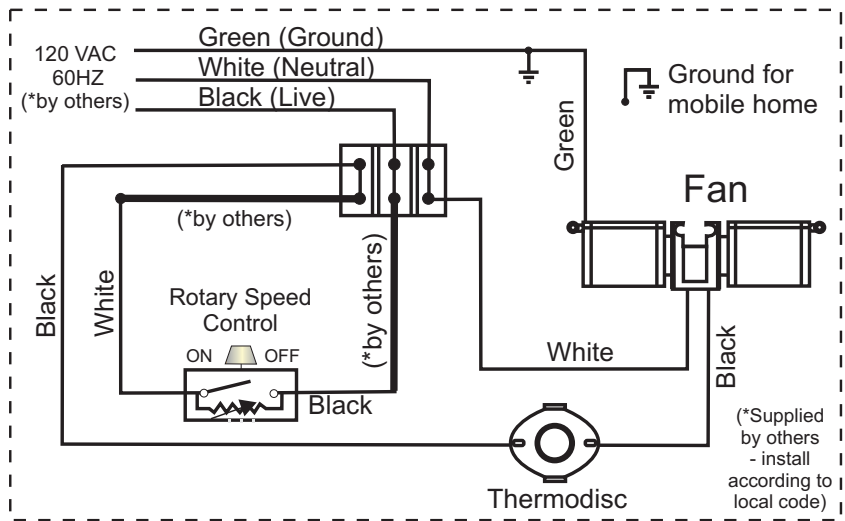 120 VAC
60HZ
(*by others)
Green (Ground)
White (Neutral)
Black (Live)
Ground for
mobile home
Green
Fan
(*by others)
(*by others)
Black
White
Rotary Speed
Control
ON OFF
Black
White
Black
Thermodisc
(*Supplied
by others
- install
according to
local code)